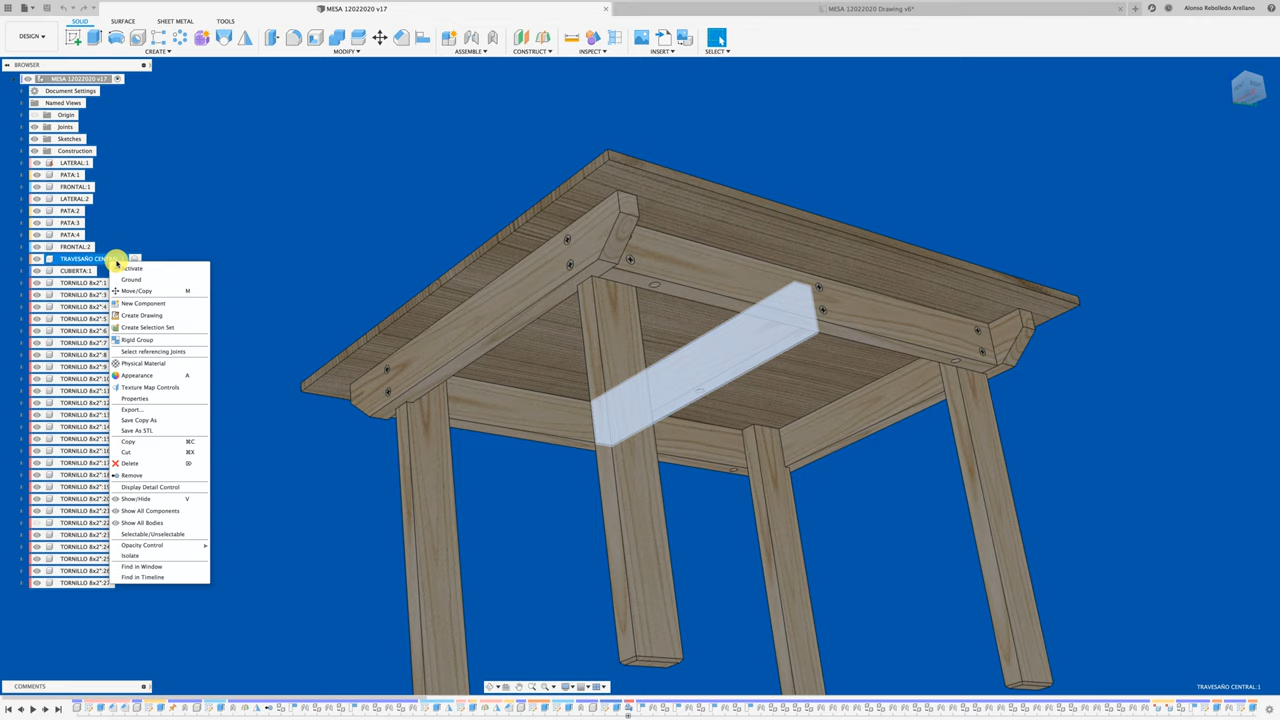 MESA 12022020 v17
MESA 12022020 Drawing v6*
Alonso Rebolledo Arellano
SOLID
SURFACE
SHEET METAL
TOOLS
DESIGN
CREATE
MODIFY
ASSEMBLE
CONSTRUCT
INSPECT
INSERT
SELECT
BROWSER
MESA 12022020 v17
Document Settings
Named Views
Origin
Joints
Sketches
Construction
LATERAL:1
PATA:1
FRONTAL:1
LATERAL:2
PATA:2
PATA:3
PATA:4
FRONTAL:2
TRAVESAÑO CENTRAL
CUBIERTA:1
TORNILLO 8x2":1
TORNILLO 8x2":3
TORNILLO 8x2":4
TORNILLO 8x2":5
TORNILLO 8x2":6
TORNILLO 8x2":7
TORNILLO 8x2":8
TORNILLO 8x2":9
TORNILLO 8x2":10
TORNILLO 8x2":11
TORNILLO 8x2":12
TORNILLO 8x2":13
TORNILLO 8x2":14
TORNILLO 8x2":15
TORNILLO 8x2":16
TORNILLO 8x2":17
TORNILLO 8x2":18
TORNILLO 8x2":19
TORNILLO 8x2":20
TORNILLO 8x2":21
TORNILLO 8x2":22
TORNILLO 8x2":23
TORNILLO 8x2":24
TORNILLO 8x2":25
TORNILLO 8x2":26
TORNILLO 8x2":27
ctivate
Ground
Move/Copy M
New Component
Create Drawing
Create Selection Set
Rigid Group
Select referencing Joints
Physical Material
Appearance A
Texture Map Controls
Properties
Export...
Save Copy As
Save As STL
Copy ⌘C
Cut ⌘X
Delete ⌦
Remove
Display Detail Control
Show/Hide V
Show All Components
Show All Bodies
Selectable/Unselectable
Opacity Control
Isolate
Find in Window
Find in Timeline
COMMENTS
TRAVESAÑO CENTRAL:1